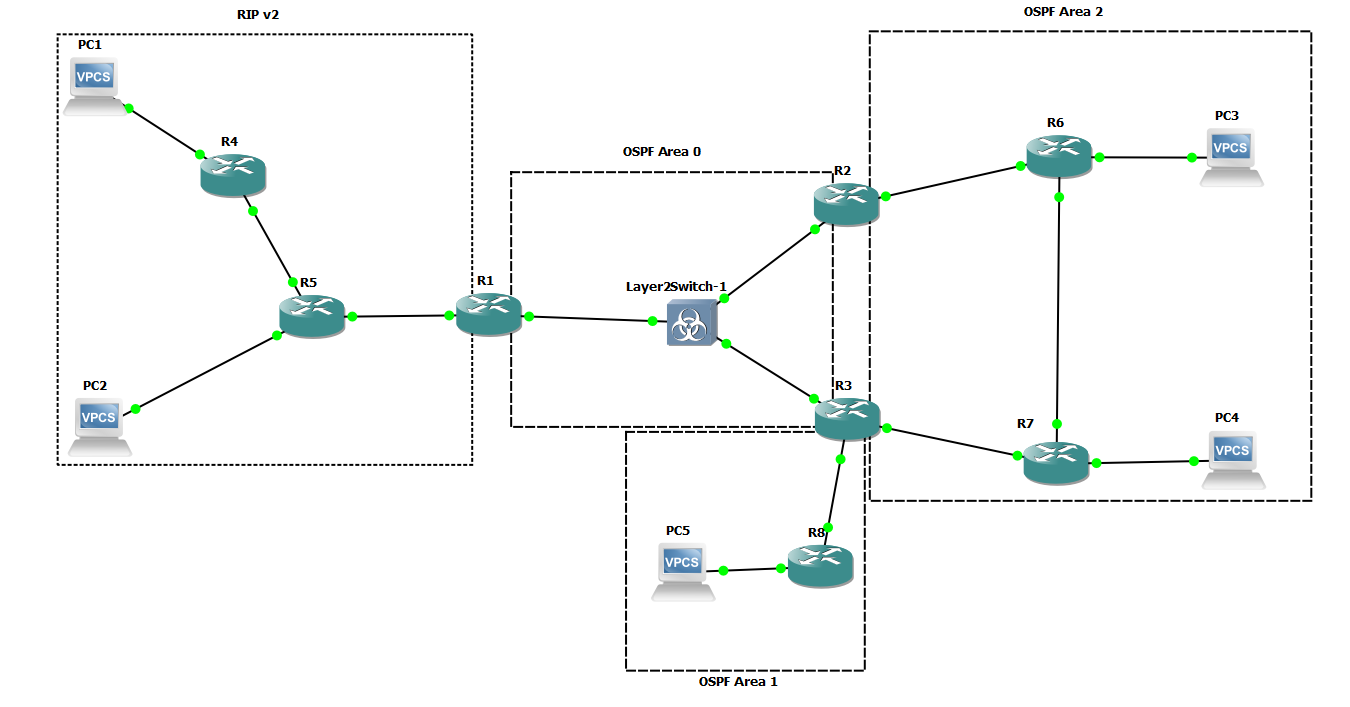 RIP v2
OSPF Area 2
PC1
VPCS
R4
OSPF Area 0
R2
R6
PC3
VPCS
R5
R1
Layer2Switch-1
PC2
VPCS
R3
R7
PC4
VPCS
PC5
VPCS
R8
OSPF Area 1